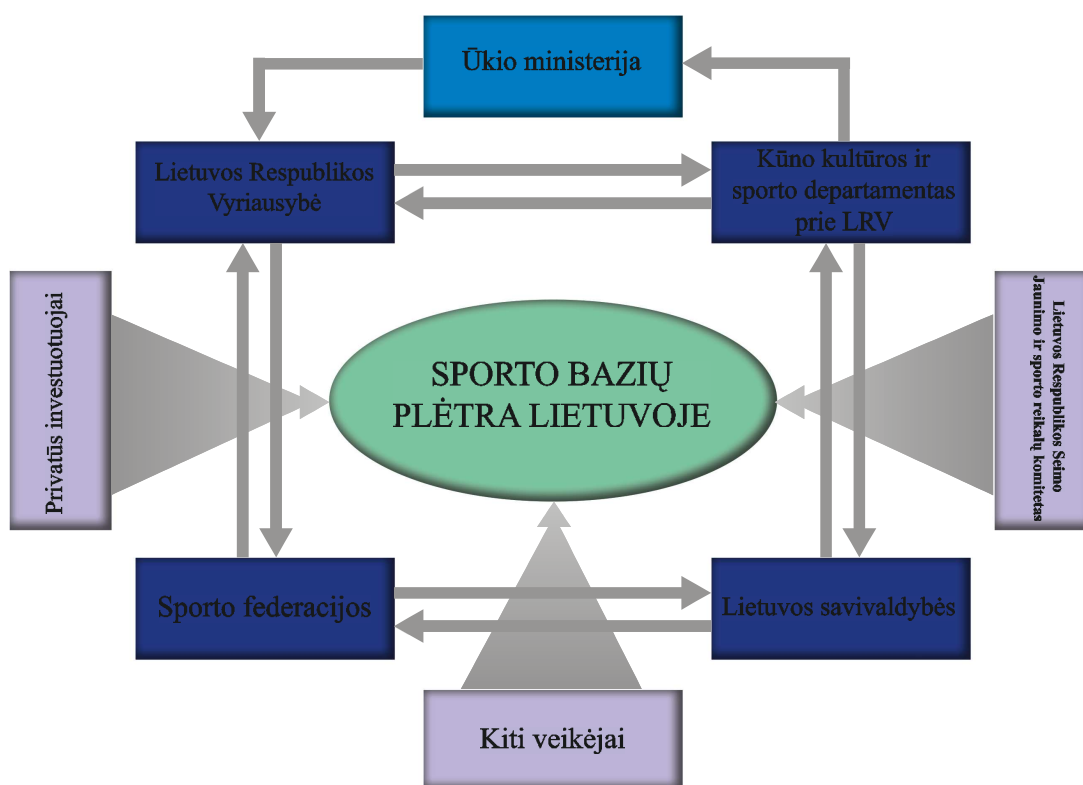 Ūkio ministerija
Lietuvos Respublikos
Vyriausybė
Kūno kultūros ir
sporto departamentas
prie LRV
Privatūs investuotuojai
SPORTO BAZIŲ
PLĖTRA LIETUVOJE
Lietuvos Respublikos Seimo
Jaunimo ir sporto reikalų komitetas
Sporto federacijos
Lietuvos savivaldybės
Kiti veikėjai